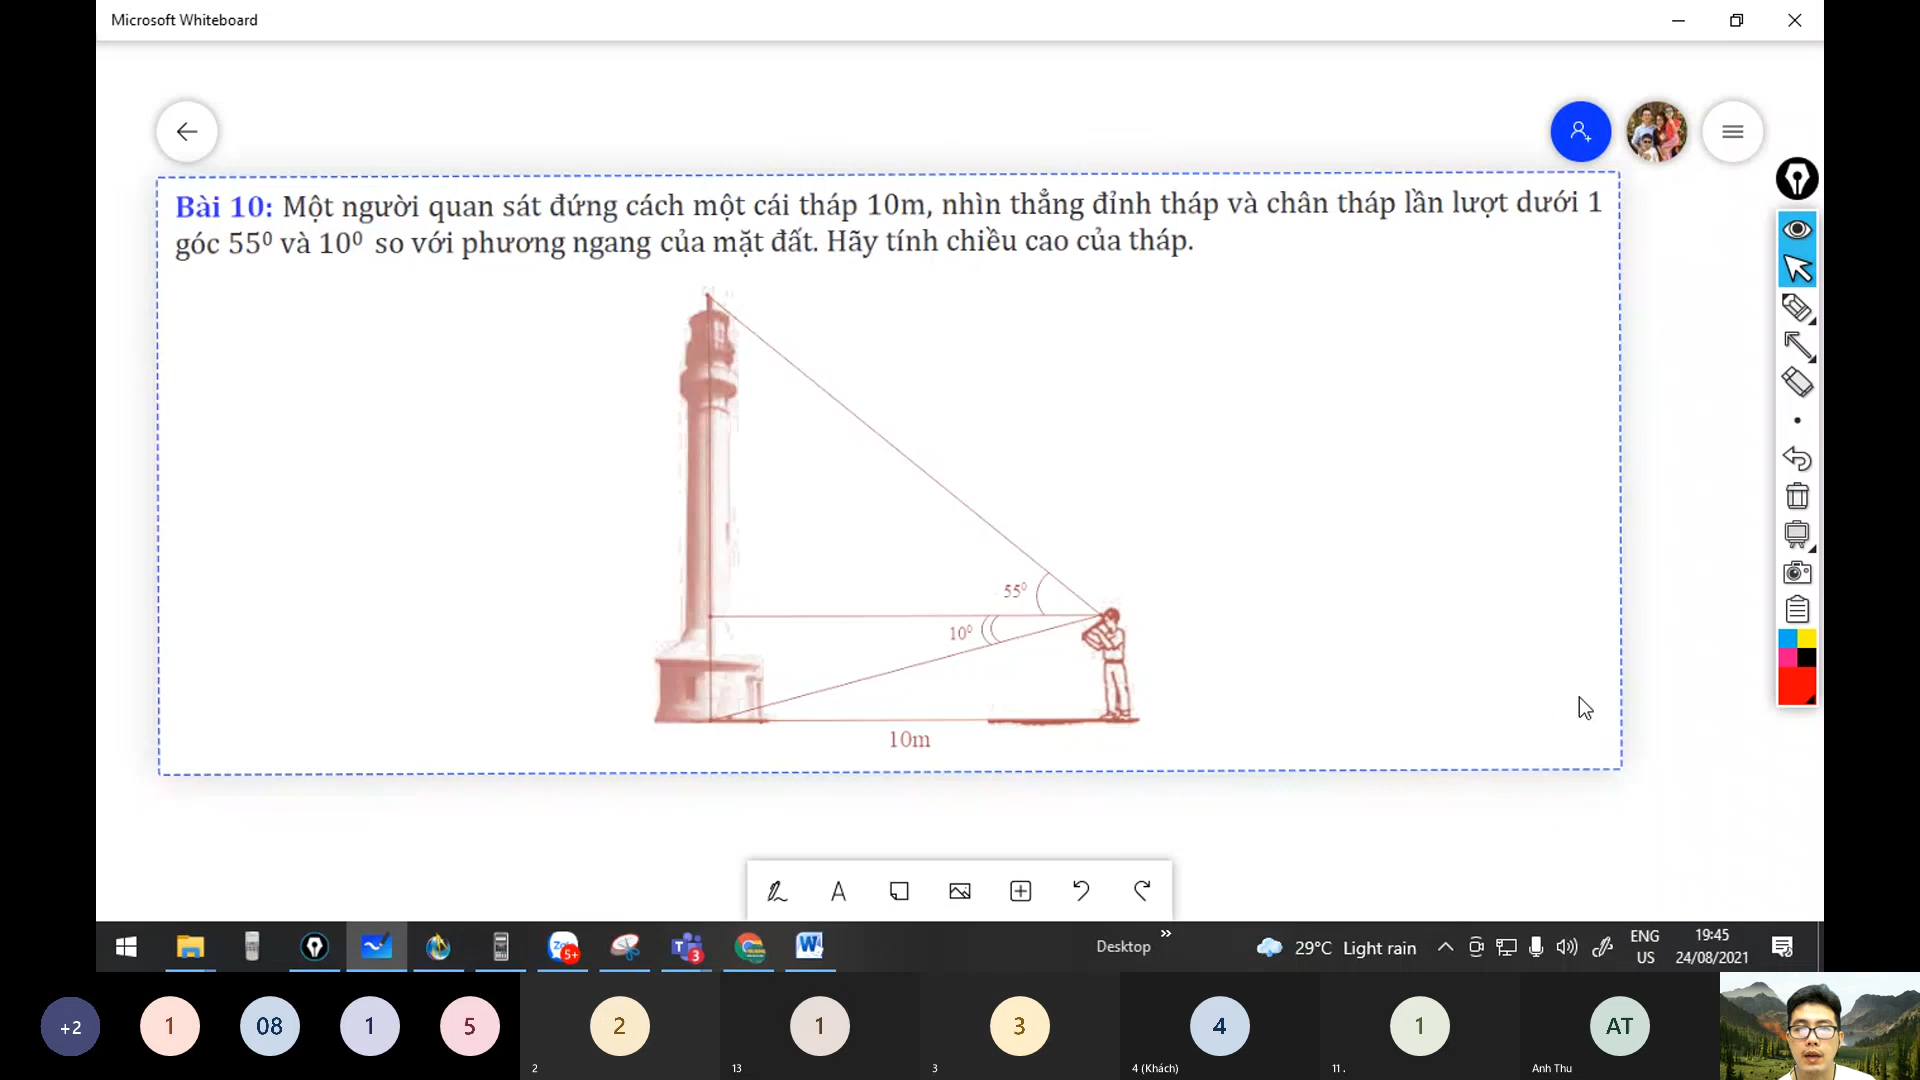 Microsoft Whiteboard
Bài 10: Một người quan sát đứng cách một cái tháp 10m, nhìn thẳng đỉnh tháp và chân tháp lần lượt dưới 1
góc 55⁰ và 10⁰ so với phương ngang của mặt đất. Hãy tính chiều cao của tháp.
55⁰
10⁰
10m
A
5+
3
Desktop
29°C Light rain
ENG
US
19:45
24/08/2021
+2
1
08
1
5
2
1
3
4
1
AT
2
13
3
4 (Khách)
11 .
Anh Thu